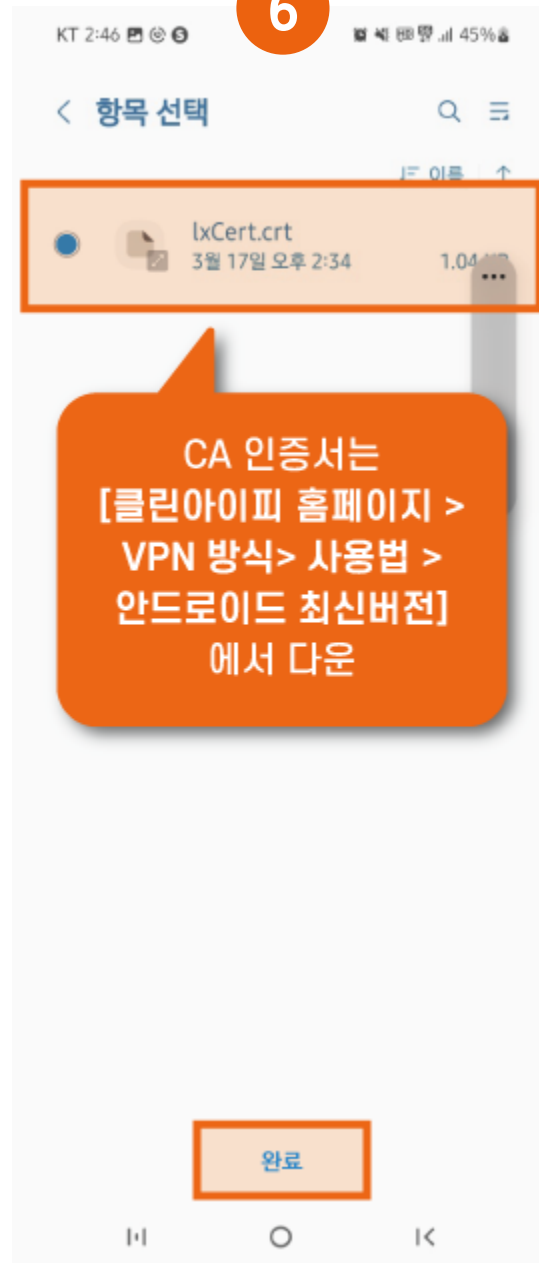 6
KT 2:46 45%
항목 선택
이름
lxCert.crt
3월 17일 오후 2:34 1.04
CA 인증서는
[클린아이피 홈페이지 >
VPN 방식> 사용법 >
안드로이드 최신버전]
에서 다운
완료